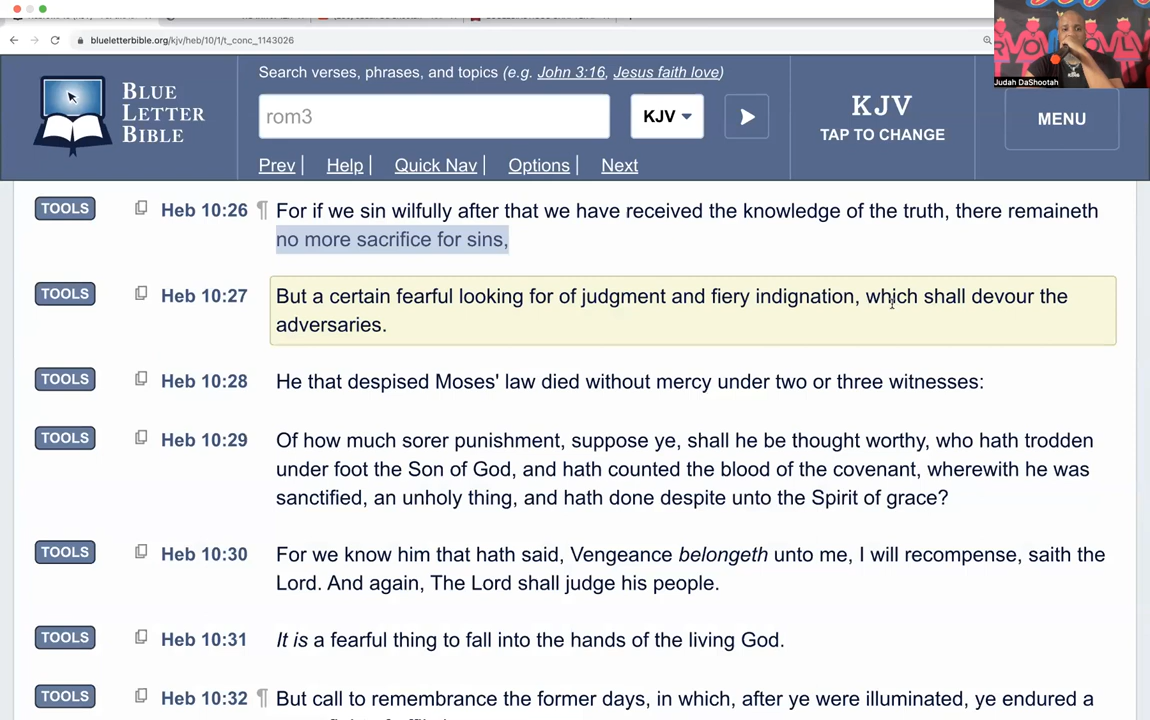 blueletterbible.org/kjv/heb/10/1/t_conc_1143026
Judah DaShootah
BLUE
LETTER
BIBLE
Search verses, phrases, and topics (e.g. John 3:16, Jesus faith love)
rom3
KJV
Prev | Help | Quick Nav | Options | Next
KJV
TAP TO CHANGE
MENU
TOOLS Heb 10:26 ¶ For if we sin wilfully after that we have received the knowledge of the truth, there remaineth
no more sacrifice for sins,
TOOLS Heb 10:27 But a certain fearful looking for of judgment and fiery indignation, which shall devour the
adversaries.
TOOLS Heb 10:28 He that despised Moses' law died without mercy under two or three witnesses:
TOOLS Heb 10:29 Of how much sorer punishment, suppose ye, shall he be thought worthy, who hath trodden
under foot the Son of God, and hath counted the blood of the covenant, wherewith he was
sanctified, an unholy thing, and hath done despite unto the Spirit of grace?
TOOLS Heb 10:30 For we know him that hath said, Vengeance belongeth unto me, I will recompense, saith the
Lord. And again, The Lord shall judge his people.
TOOLS Heb 10:31 It is a fearful thing to fall into the hands of the living God.
TOOLS Heb 10:32 ¶ But call to remembrance the former days, in which, after ye were illuminated, ye endured a